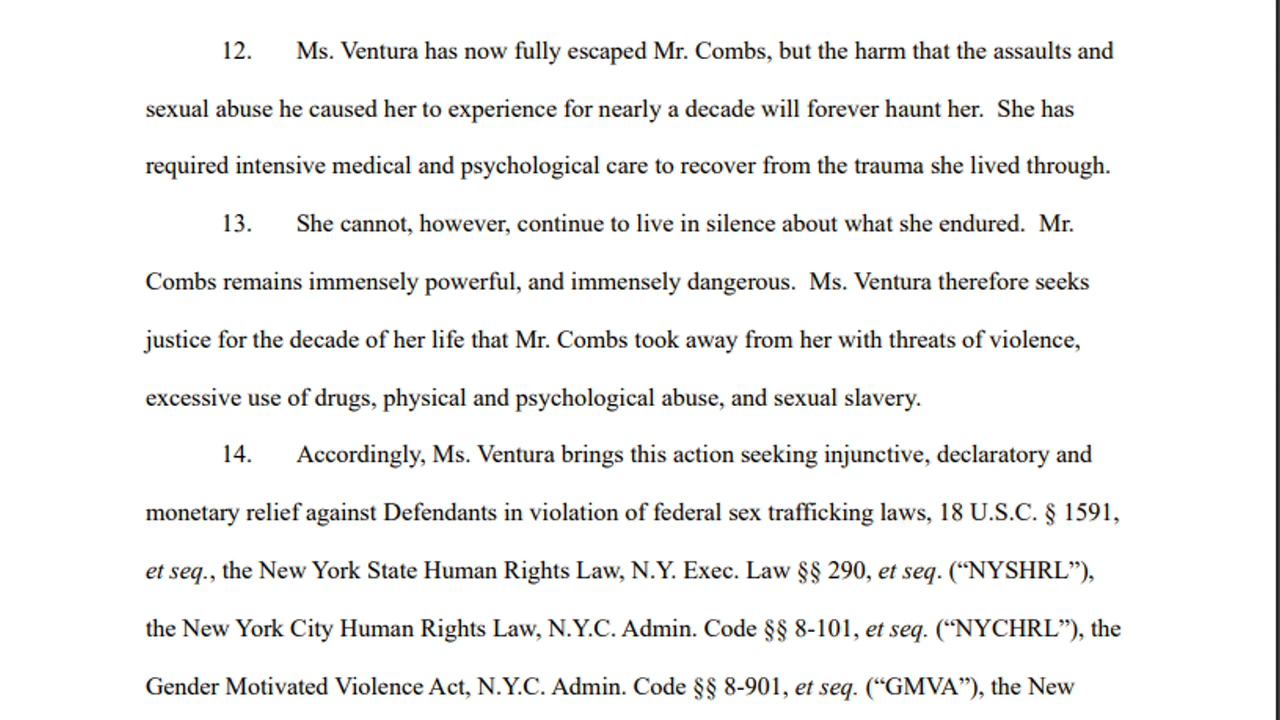 12. Ms. Ventura has now fully escaped Mr. Combs, but the harm that the assaults and
sexual abuse he caused her to experience for nearly a decade will forever haunt her.  She has
required intensive medical and psychological care to recover from the trauma she lived through.
13. She cannot, however, continue to live in silence about what she endured.  Mr.
Combs remains immensely powerful, and immensely dangerous.  Ms. Ventura therefore seeks
justice for the decade of her life that Mr. Combs took away from her with threats of violence,
excessive use of drugs, physical and psychological abuse, and sexual slavery.
14. Accordingly, Ms. Ventura brings this action seeking injunctive, declaratory and
monetary relief against Defendants in violation of federal sex trafficking laws, 18 U.S.C. § 1591,
et seq., the New York State Human Rights Law, N.Y. Exec. Law §§ 290, et seq. (“NYSHRL”),
the New York City Human Rights Law, N.Y.C. Admin. Code §§ 8-101, et seq. (“NYCHRL”), the
Gender Motivated Violence Act, N.Y.C. Admin. Code §§ 8-901, et seq. (“GMVA”), the New